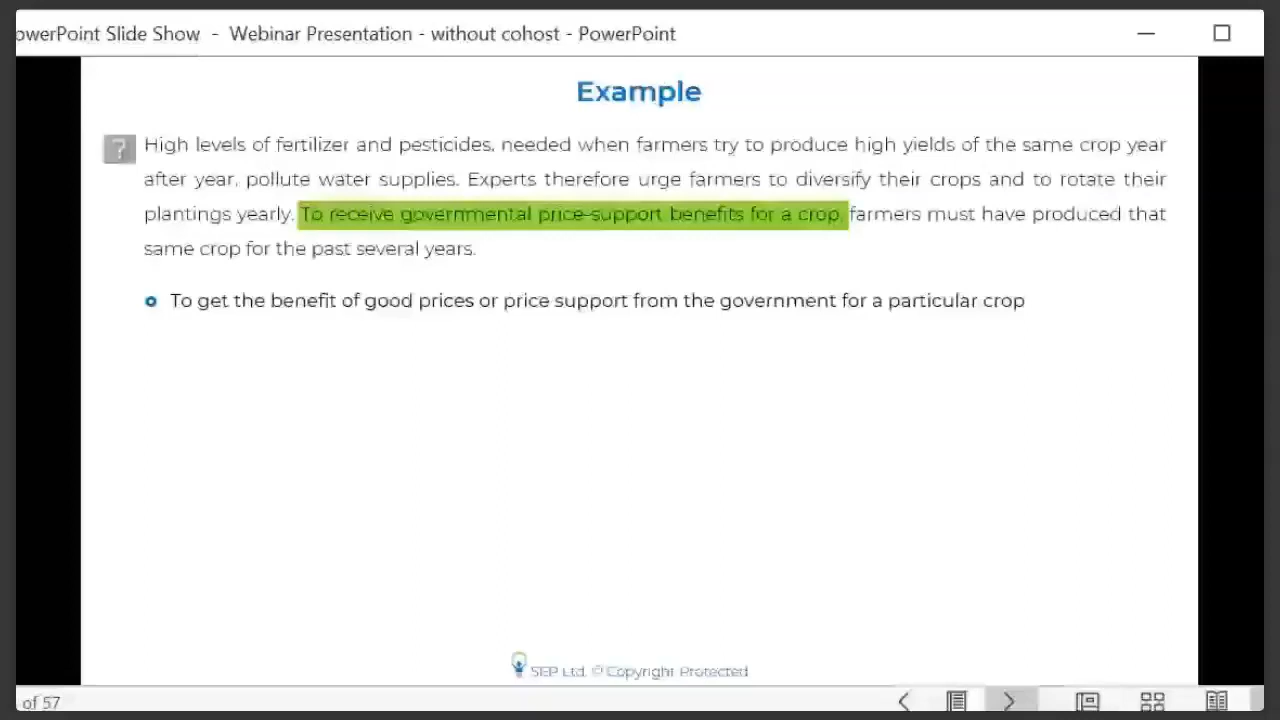 owerPoint Slide Show - Webinar Presentation - without cohost - PowerPoint
Example
? High levels of fertilizer and pesticides, needed when farmers try to produce high yields of the same crop year
after year, pollute water supplies. Experts therefore urge farmers to diversify their crops and to rotate their
plantings yearly. To receive governmental price-support benefits for a crop, farmers must have produced that
same crop for the past several years.
To get the benefit of good prices or price support from the government for a particular crop
SEP Ltd. © Copyright Protected
of 57